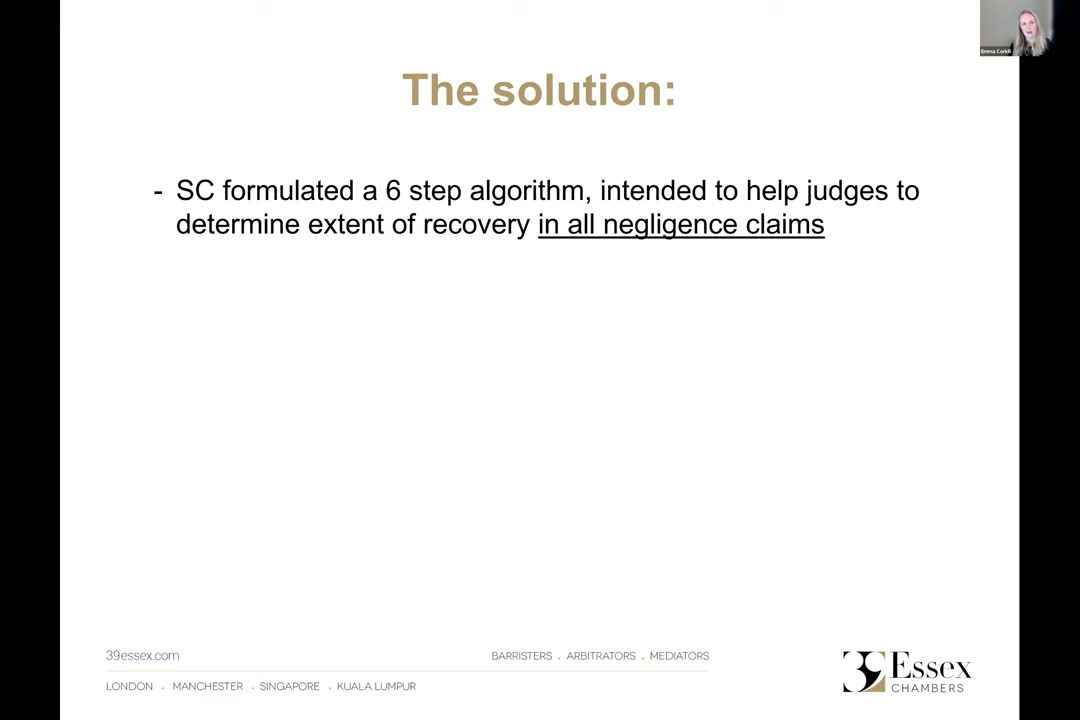 Emma Corkill
The solution:
- SC formulated a 6 step algorithm, intended to help judges to
determine extent of recovery in all negligence claims
39essex.com
BARRISTERS . ARBITRATORS . MEDIATORS
LONDON . MANCHESTER . SINGAPORE . KUALA LUMPUR
39 Essex
CHAMBERS